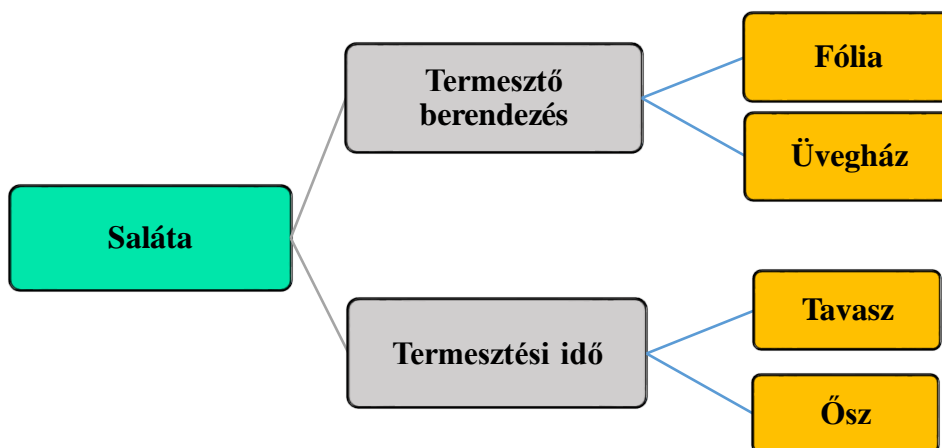 Saláta
Termesztő
berendezés
Fólia
Üvegház
Termesztési idő
Tavasz
Ősz